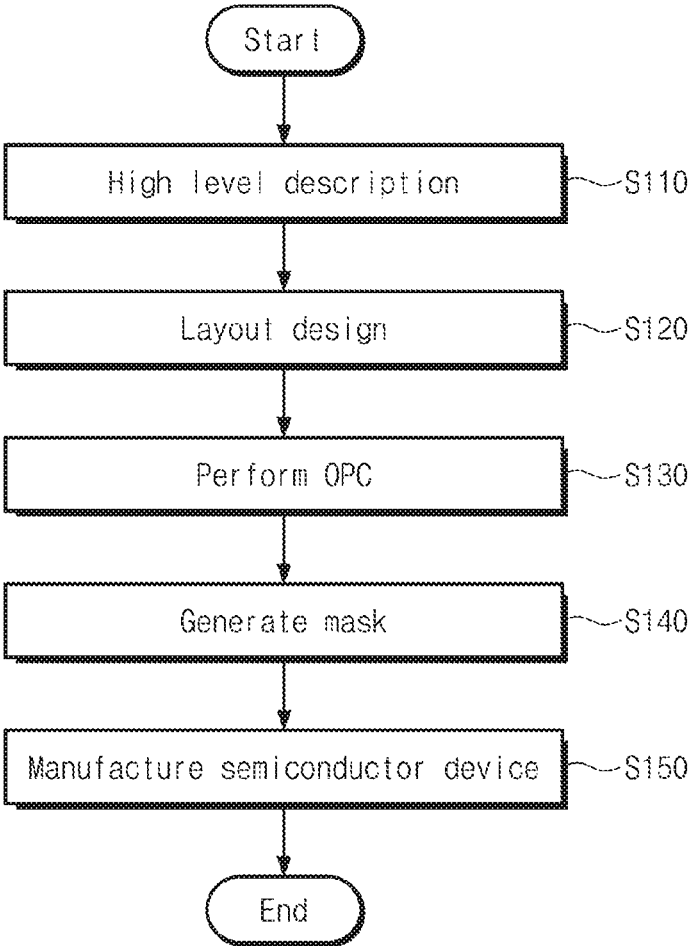 Start
High level description
S110
Layout design
S120
Perform OPC
S130
Generate mask
S140
Manufacture semiconductor device
S150
End